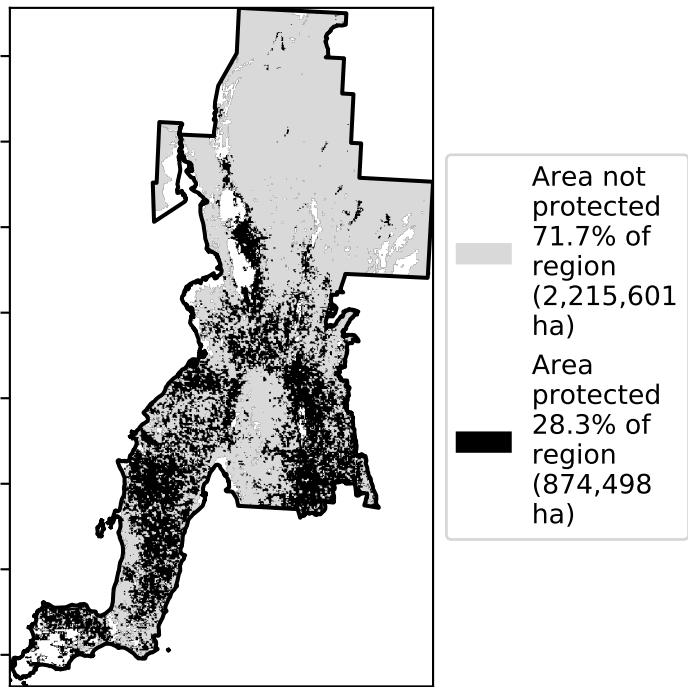 Area not
protected
71.7% of
region
(2,215,601
ha)
Area
protected
28.3% of
region
(874,498
ha)